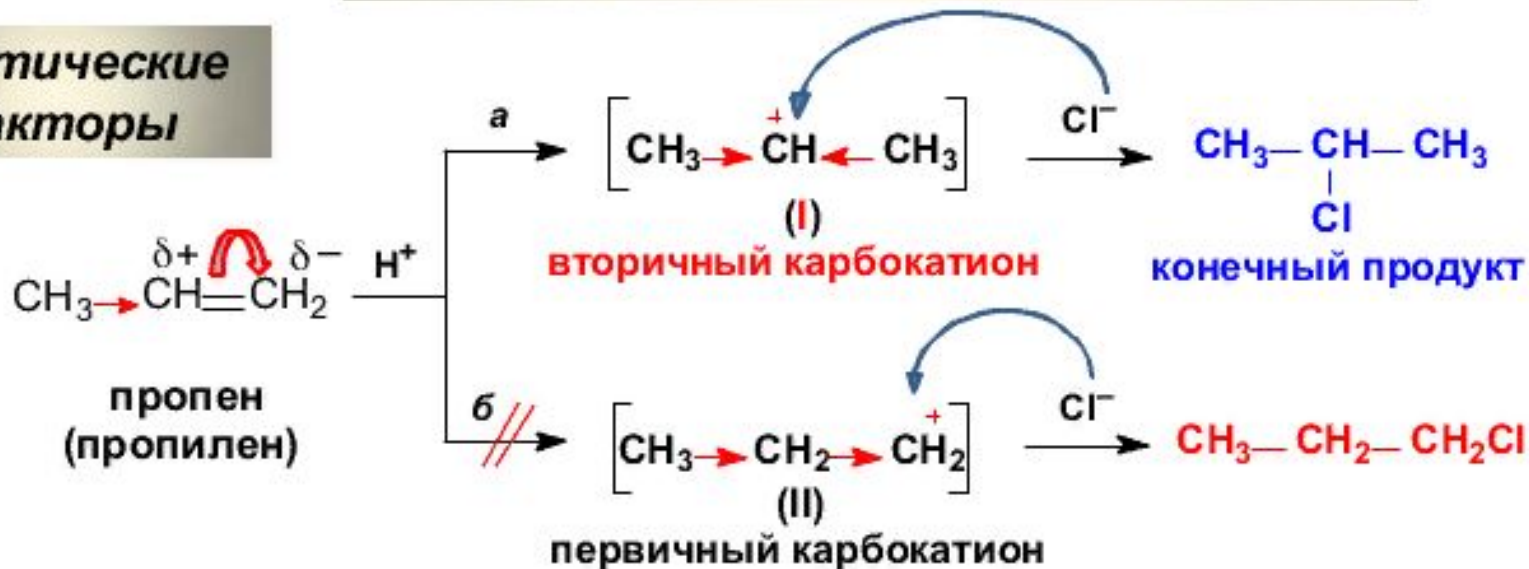 тические
акторы
а
CH₃ CH⁺ CH₃
Cl⁻
CH₃—CH—CH₃
Cl
(I)
вторичный карбокатион
конечный продукт
δ+ δ−
CH₃ CH=CH₂
H⁺
пропен
(пропилен)
б
CH₃ CH₂ CH₂⁺
Cl⁻
CH₃—CH₂—CH₂Cl
(II)
первичный карбокатион